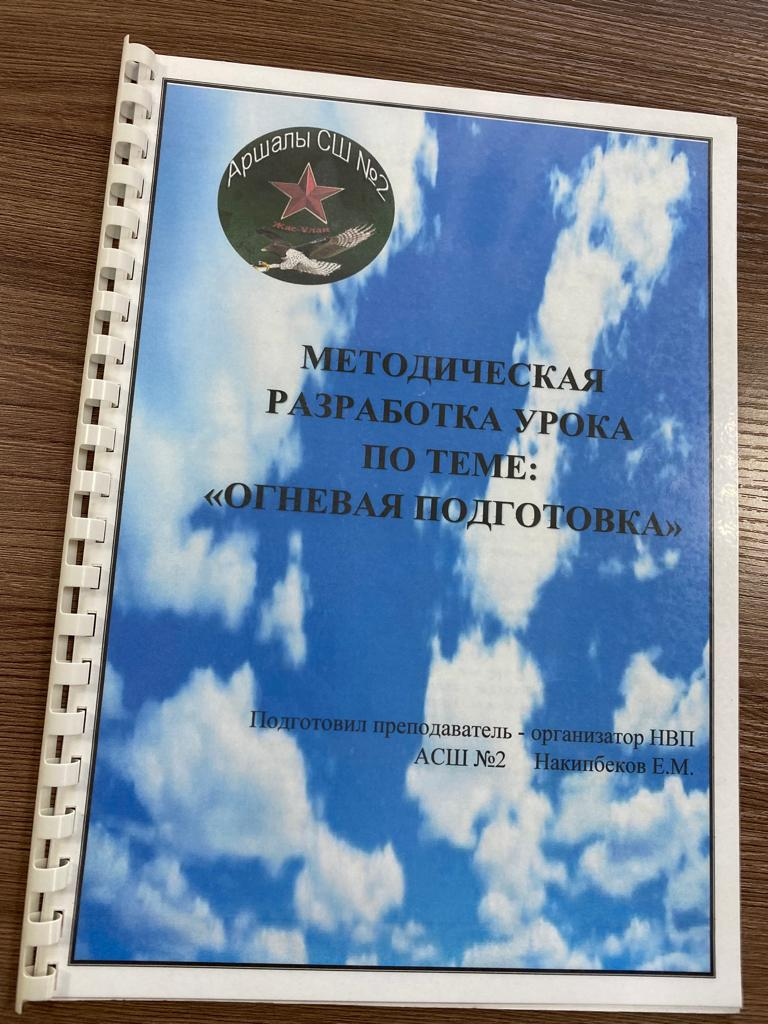 Аршалы СШ №2
Жас-Ұлан
МЕТОДИЧЕСКАЯ
РАЗРАБОТКА УРОКА
ПО ТЕМЕ:
«ОГНЕВАЯ ПОДГОТОВКА»
Подготовил преподаватель - организатор НВП
АСШ №2 Накипбеков Е.М.